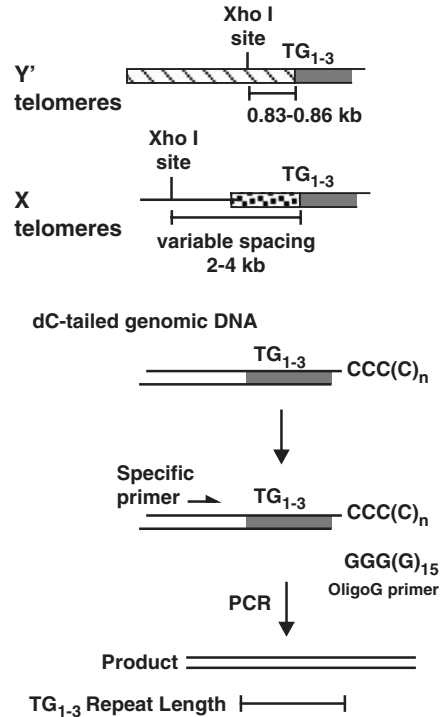 Xho I
site
TG1-3
Y’
telomeres
0.83-0.86 kb
Xho I
site
TG1-3
X
telomeres
variable spacing
2-4 kb
dC-tailed genomic DNA
TG1-3
CCC(C)n
Specific
primer
TG1-3
CCC(C)n
GGG(G)15
OligoG primer
PCR
Product
TG1-3 Repeat Length